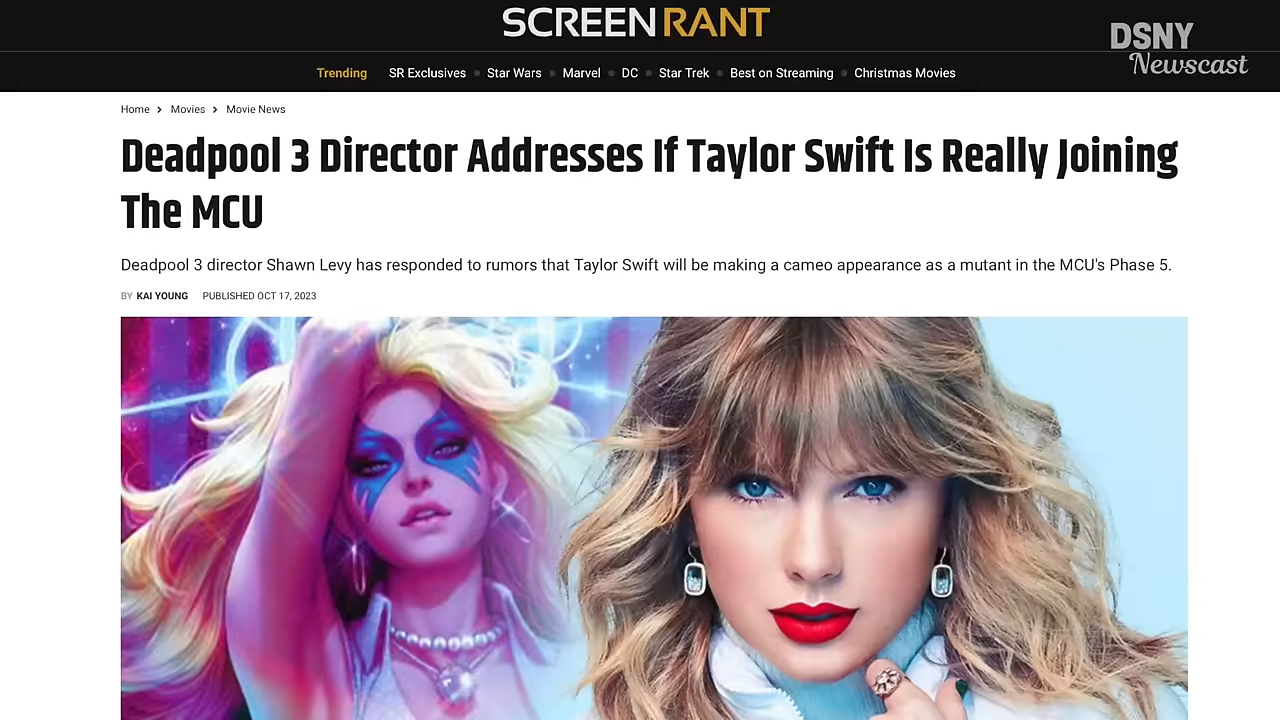 SCREENRANT
DSNY
Newscast
Trending SR Exclusives Star Wars Marvel DC Star Trek Best on Streaming Christmas Movies
Home > Movies > Movie News
Deadpool 3 Director Addresses If Taylor Swift Is Really Joining
The MCU
Deadpool 3 director Shawn Levy has responded to rumors that Taylor Swift will be making a cameo appearance as a mutant in the MCU's Phase 5.
BY KAI YOUNG PUBLISHED OCT 17, 2023